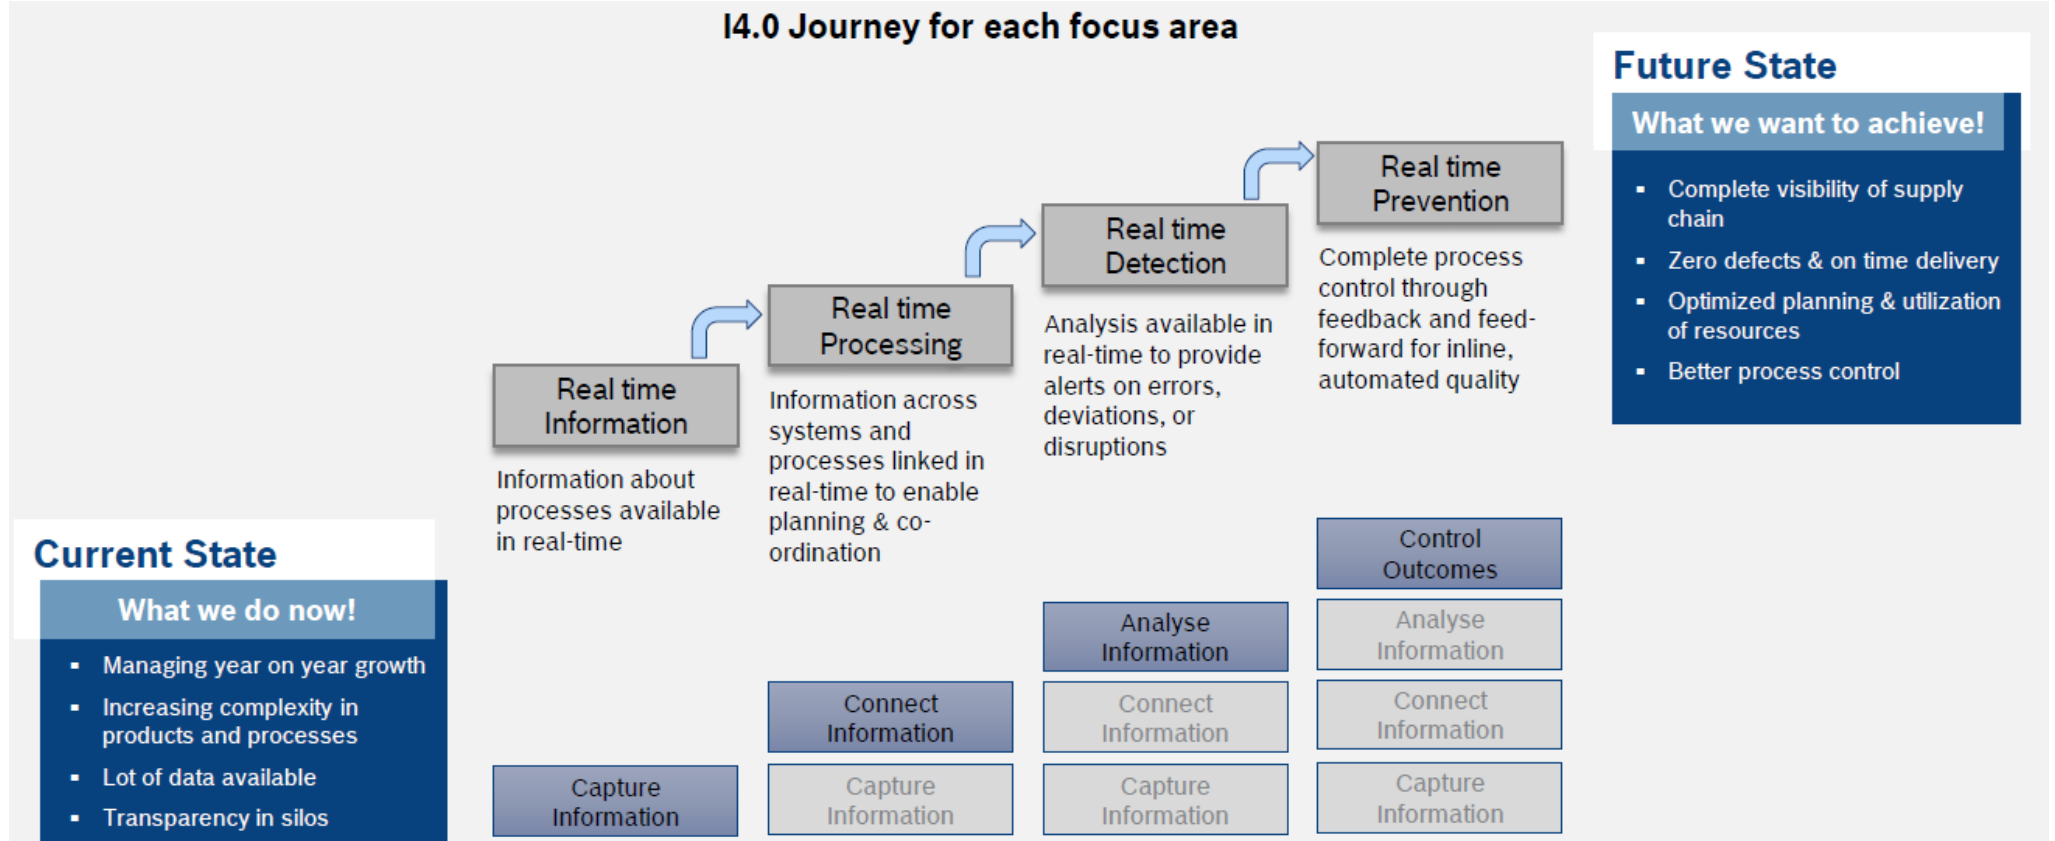 I4.0 Journey for each focus area
Current State
What we do now!
▪ Managing year on year growth
▪ Increasing complexity in
products and processes
▪ Lot of data available
▪ Transparency in silos
Real time
Information
Information about
processes available
in real-time
Capture
Information
Real time
Processing
Information across
systems and
processes linked in
real-time to enable
planning & co-
ordination
Connect
Information
Capture
Information
Real time
Detection
Analysis available in
real-time to provide
alerts on errors,
deviations, or
disruptions
Analyse
Information
Connect
Information
Capture
Information
Real time
Prevention
Complete process
control through
feedback and feed-
forward for inline,
automated quality
Control
Outcomes
Analyse
Information
Connect
Information
Capture
Information
Future State
What we want to achieve!
▪ Complete visibility of supply
chain
▪ Zero defects & on time delivery
▪ Optimized planning & utilization
of resources
▪ Better process control